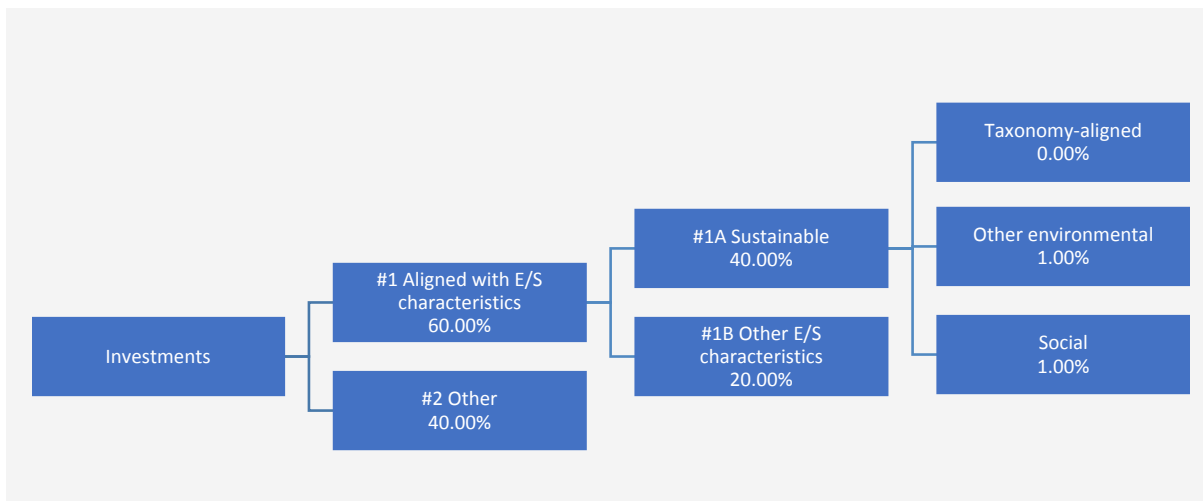 Investments
#1 Aligned with E/S
characteristics
60.00%
#2 Other
40.00%
#1A Sustainable
40.00%
#1B Other E/S
characteristics
20.00%
Taxonomy-aligned
0.00%
Other environmental
1.00%
Social
1.00%